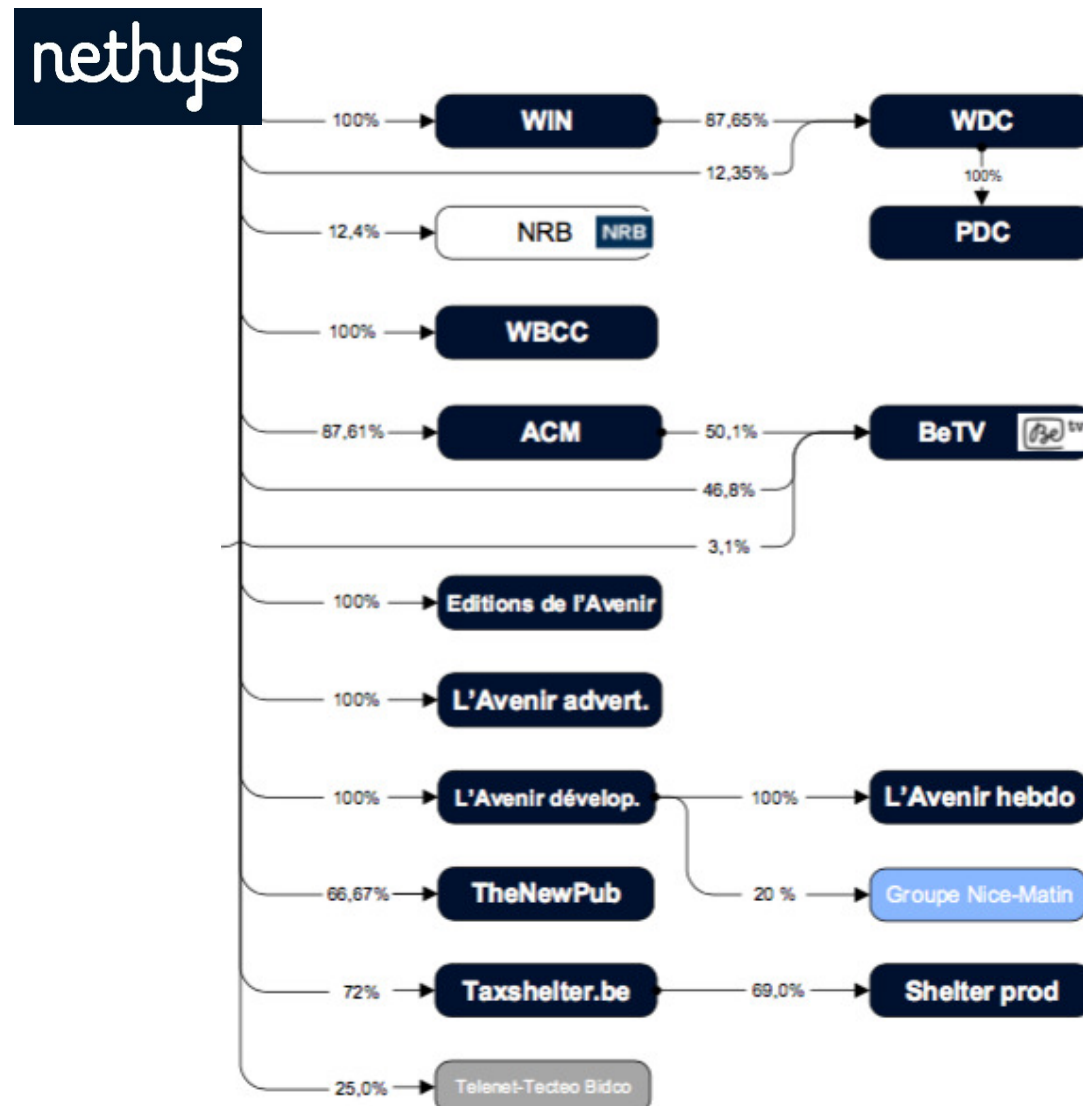 nethys
100% WIN 87,65% WDC
12,35%
100%
12,4% NRB NRB PDC
100% WBCC
87,61% ACM 50,1% BeTV Be tv
46,8%
3,1%
100% Editions de l'Avenir
100% L'Avenir advert.
100% L'Avenir dévelop. 100% L'Avenir hebdo
66,67% TheNewPub 20 % Groupe Nice-Matin
72% Taxshelter.be 69,0% Shelter prod
25,0% Telenet-Tecteo Bidco